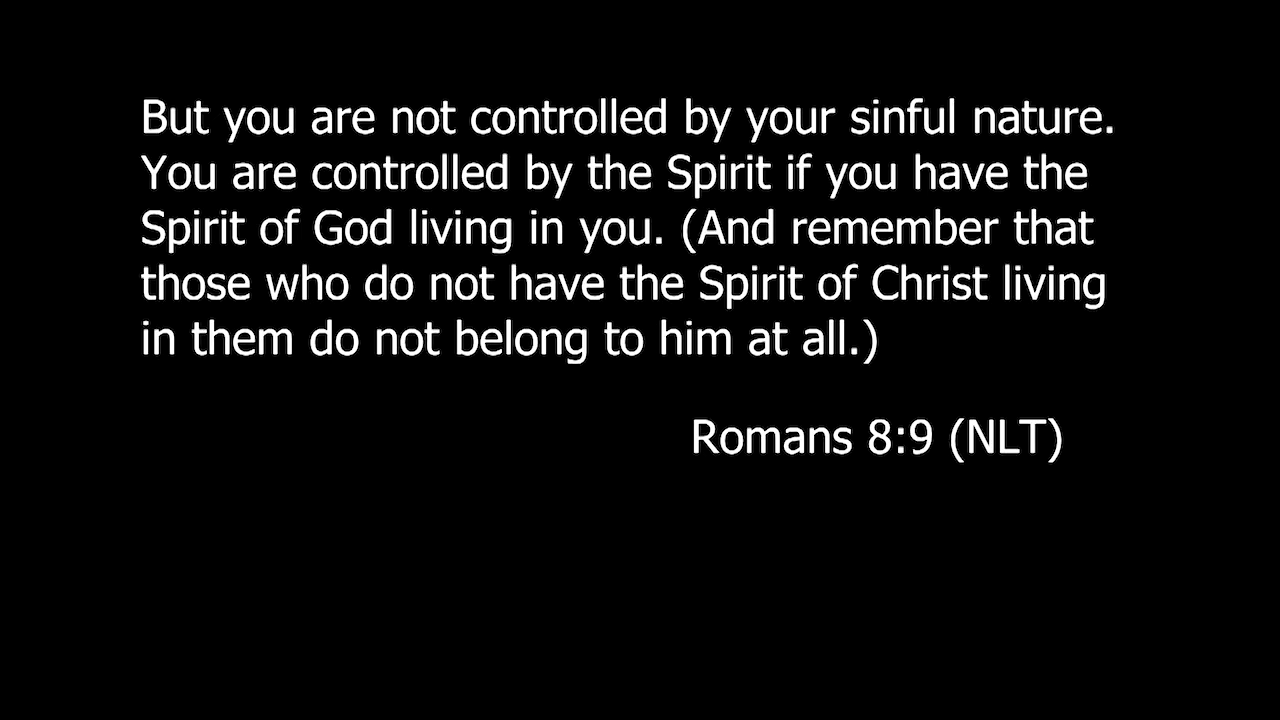 But you are not controlled by your sinful nature.
You are controlled by the Spirit if you have the
Spirit of God living in you. (And remember that
those who do not have the Spirit of Christ living
in them do not belong to him at all.)
Romans 8:9 (NLT)